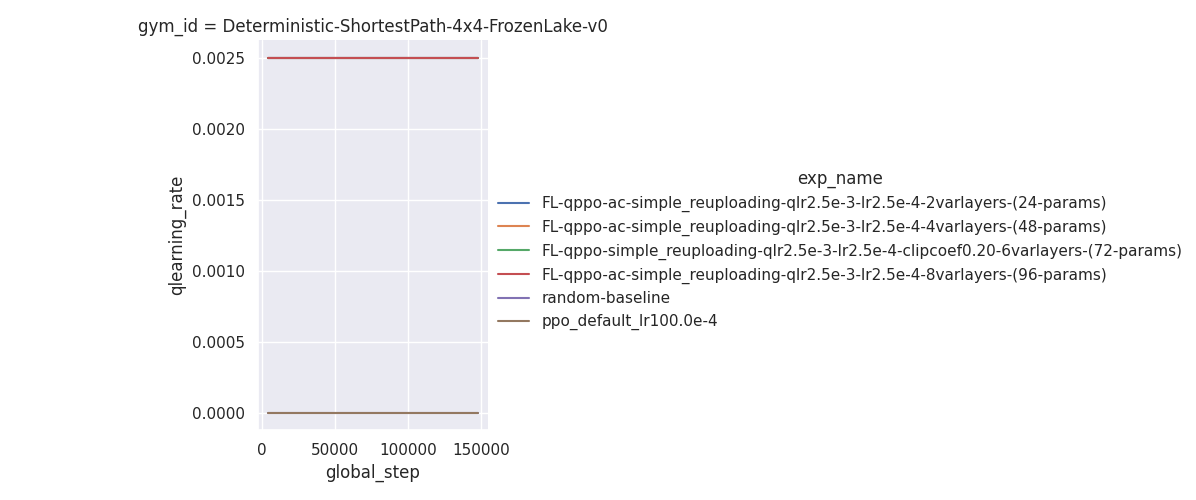 gym_id = Deterministic-ShortestPath-4x4-FrozenLake-v0
0.0025
0.0020
0.0015
0.0010
0.0005
0.0000
qlearning_rate
0 50000 100000 150000
global_step
exp_name
FL-qppo-ac-simple_reuploading-qlr2.5e-3-lr2.5e-4-2varlayers-(24-params)
FL-qppo-ac-simple_reuploading-qlr2.5e-3-lr2.5e-4-4varlayers-(48-params)
FL-qppo-simple_reuploading-qlr2.5e-3-lr2.5e-4-clipcoef0.20-6varlayers-(72-params)
FL-qppo-ac-simple_reuploading-qlr2.5e-3-lr2.5e-4-8varlayers-(96-params)
random-baseline
ppo_default_lr100.0e-4